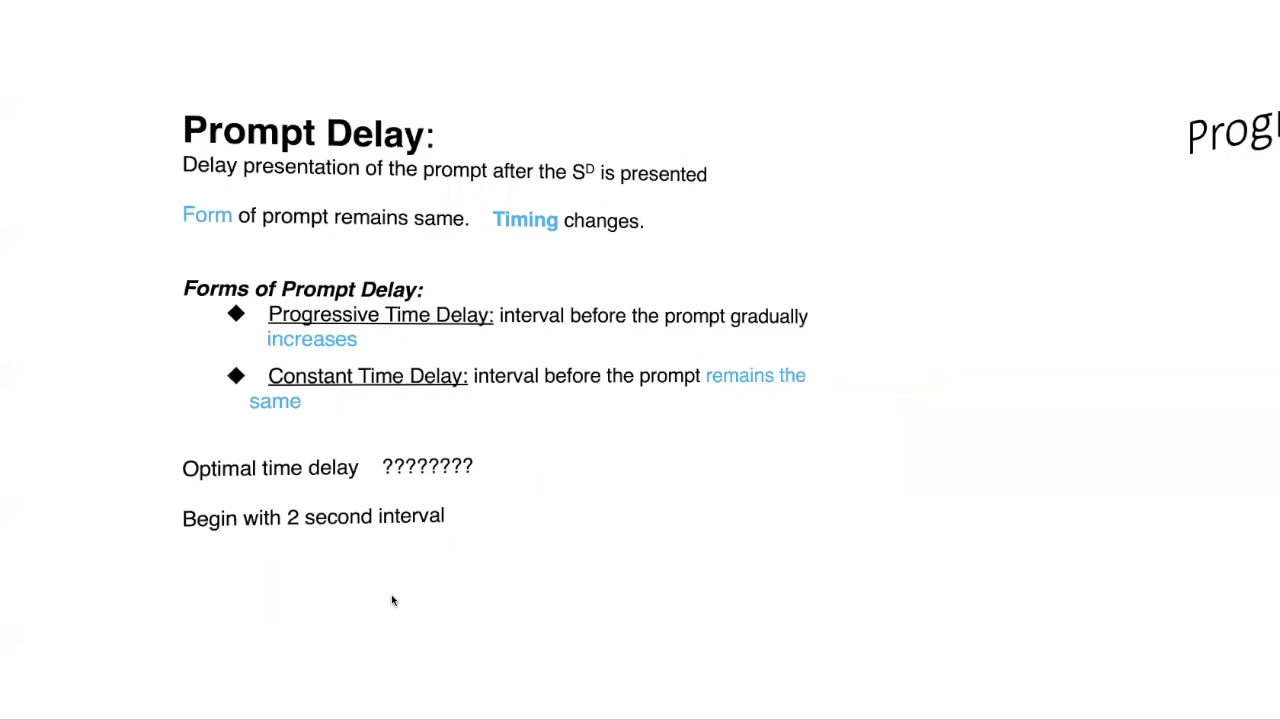 Prompt Delay:
Delay presentation of the prompt after the Sᴰ is presented
Form of prompt remains same. Timing changes.
Forms of Prompt Delay:
◆ Progressive Time Delay: interval before the prompt gradually
increases
◆ Constant Time Delay: interval before the prompt remains the
same
Optimal time delay ????????
Begin with 2 second interval